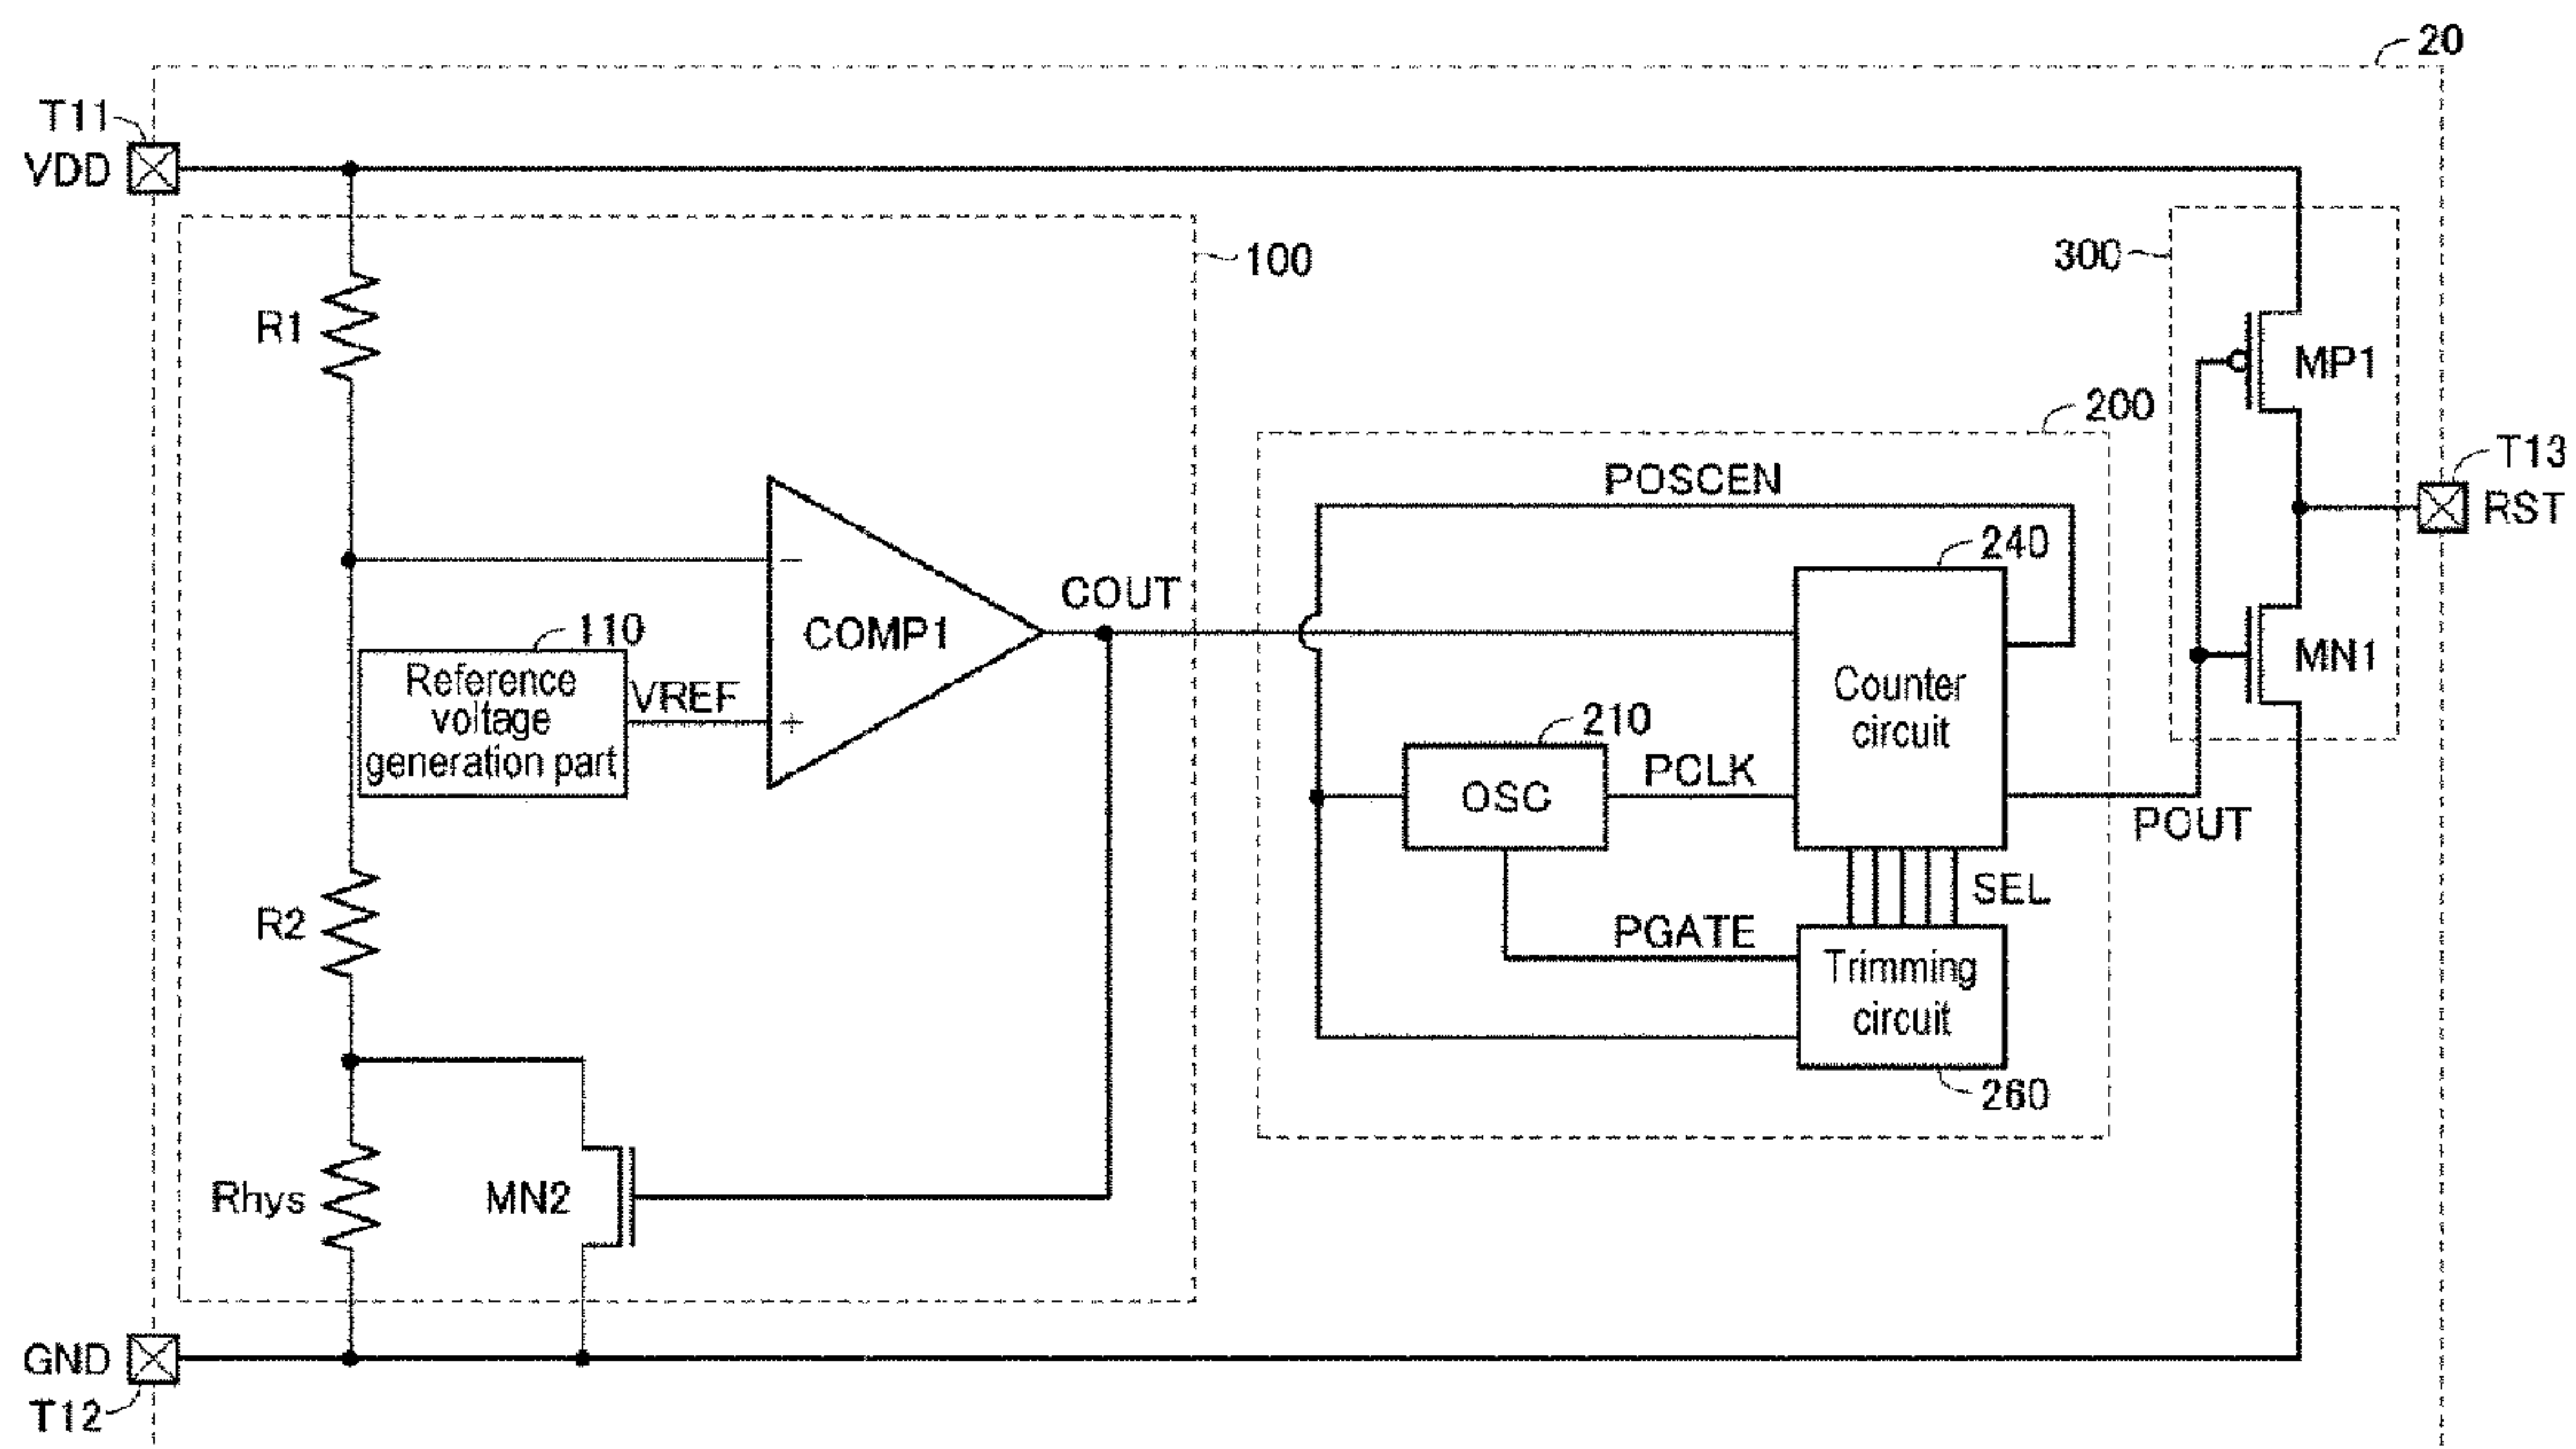 20
T11
VDD
100
300
R1
MP1
200
T13
POSCEN
RST
240
COUT
110
COMP1
MN1
Reference
voltage
generation part
VREF
Counter
circuit
210
OSC
PCLK
POUT
SEL
R2
PGATE
Trimming
circuit
260
Rhys
MN2
GND
T12
−
+